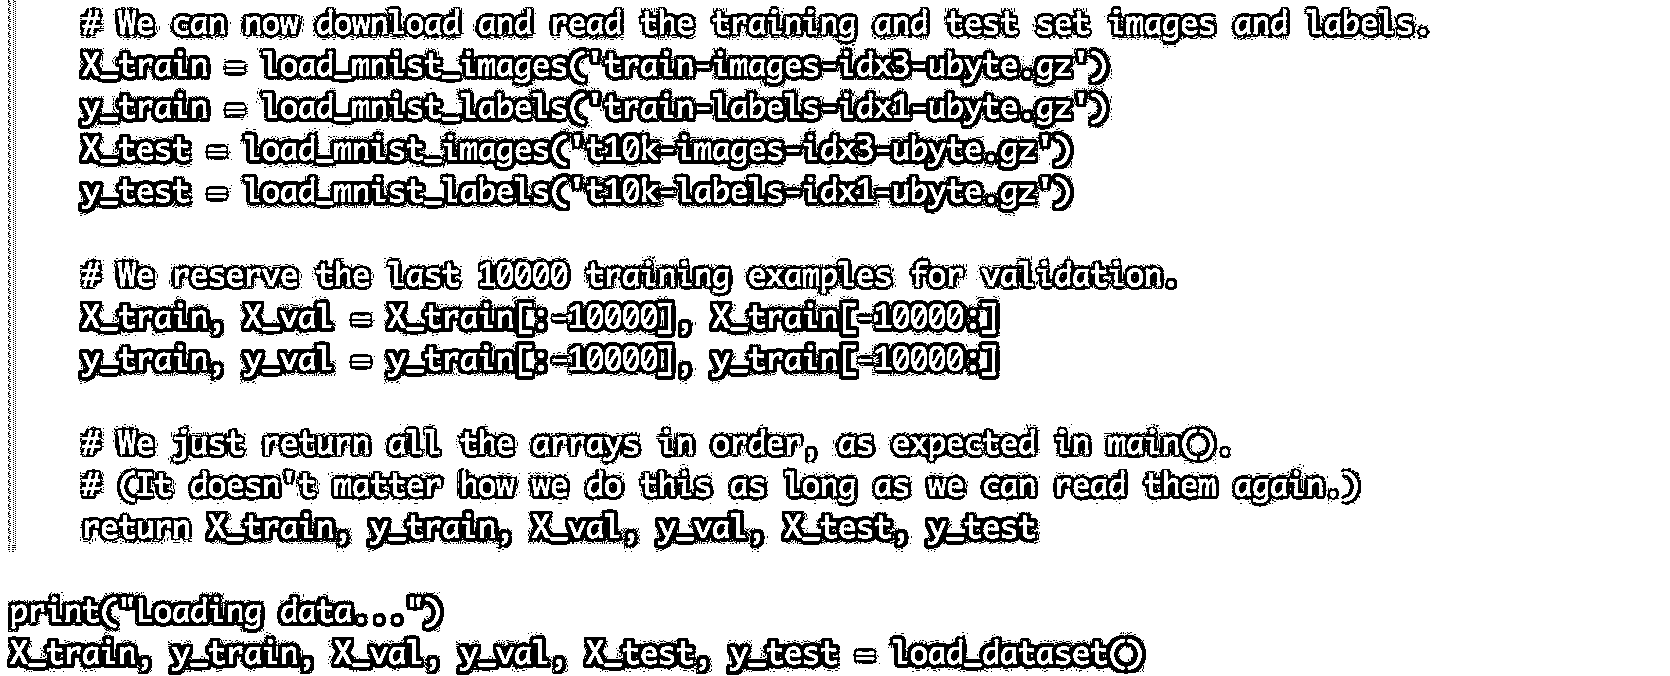 # We can now download and read the training and test set images and labels.
X_train = load_mnist_images('train-images-idx3-ubyte.gz')
y_train = load_mnist_labels('train-labels-idx1-ubyte.gz')
X_test = load_mnist_images('t10k-images-idx3-ubyte.gz')
y_test = load_mnist_labels('t10k-labels-idx1-ubyte.gz')
# We reserve the last 10000 training examples for validation.
X_train, X_val = X_train[:-10000], X_train[-10000:]
y_train, y_val = y_train[:-10000], y_train[-10000:]
# We just return all the arrays in order, as expected in main().
# (It doesn't matter how we do this as long as we can read them again.)
return X_train, y_train, X_val, y_val, X_test, y_test
print("Loading data...")
X_train, y_train, X_val, y_val, X_test, y_test = load_dataset()